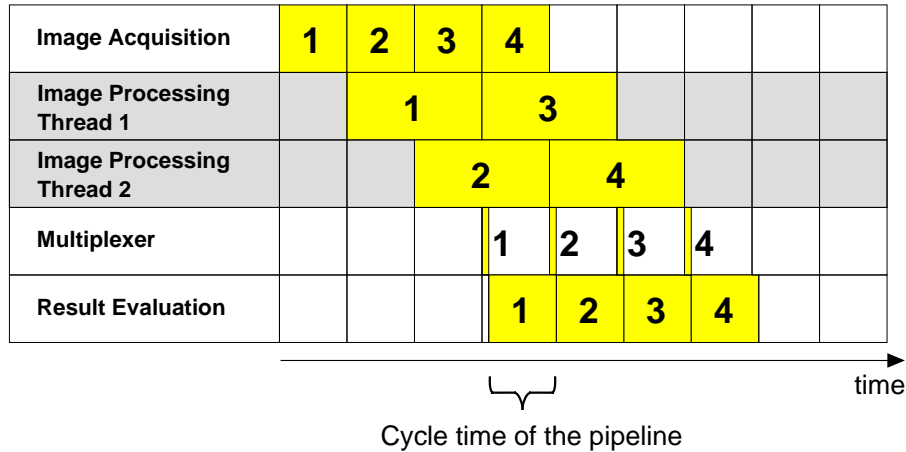 Image Acquisition 1 2 3 4
Image Processing
Thread 1
1 3
Image Processing
Thread 2
2 4
Multiplexer 1 2 3 4
Result Evaluation 1 2 3 4
time
Cycle time of the pipeline